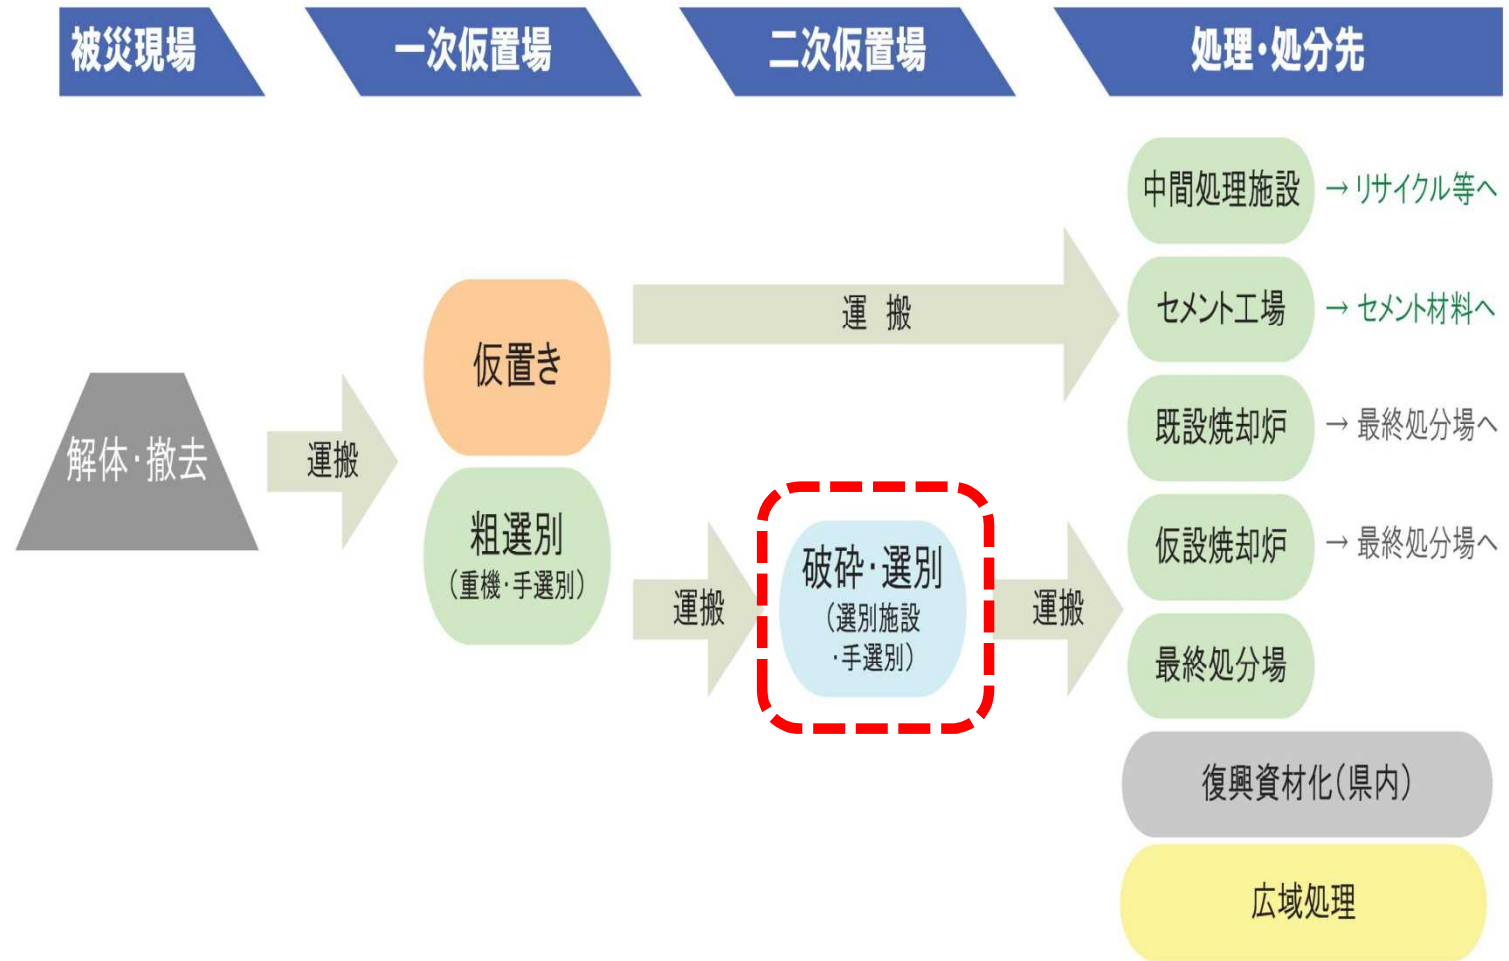 被災現場
一次仮置場
二次仮置場
処理・処分先
中間処理施設
→ リサイクル等へ
運 搬
セメント工場
→ セメント材料へ
仮置き
既設焼却炉
→ 最終処分場へ
解体・撤去
運搬
粗選別
(重機・手選別)
運搬
破砕・選別
(選別施設
・手選別)
運搬
仮設焼却炉
→ 最終処分場へ
最終処分場
復興資材化(県内)
広域処理